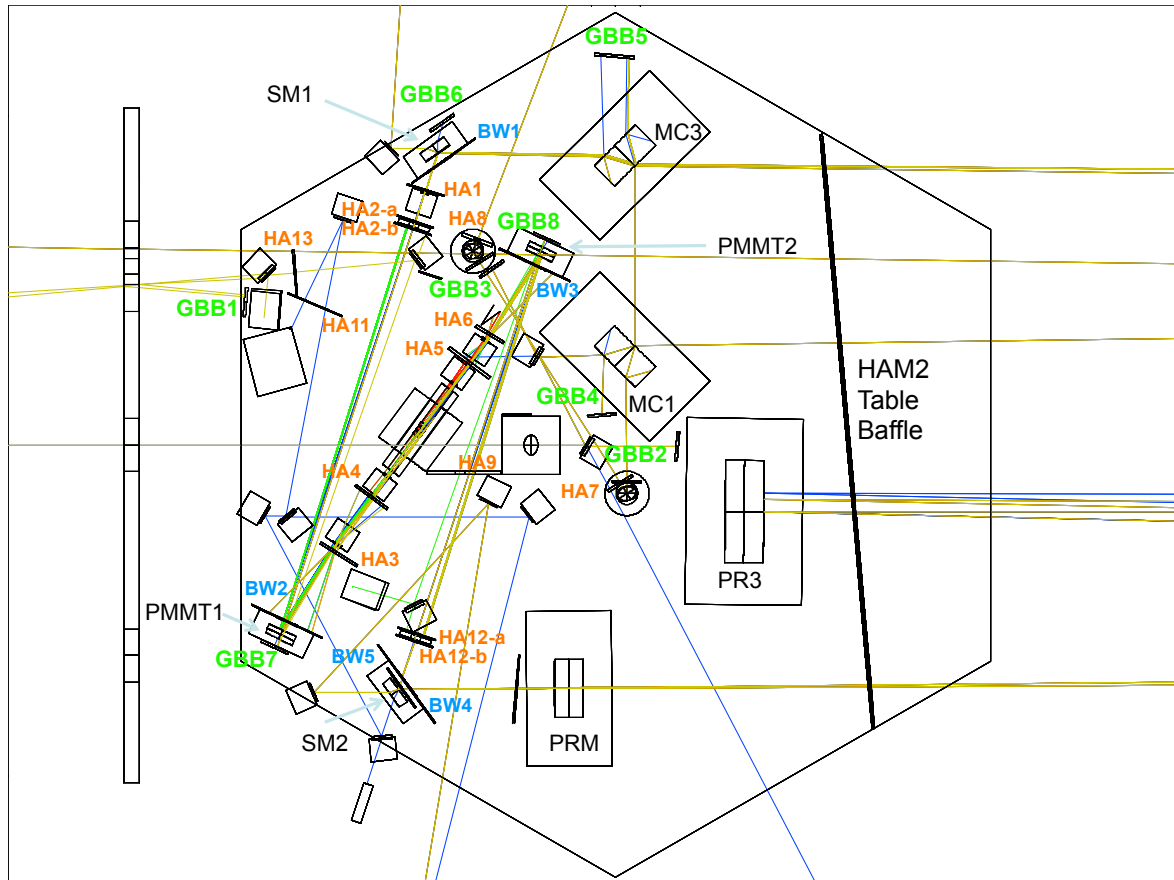 GBB5
SM1
GBB6
BW1
MC3
HA1
HA2-a
HA2-b
HA8
GBB8
PMMT2
HA13
GBB3
BW3
GBB1
HA11
HA6
HA5
HAM2
Table
Baffle
GBB4
MC1
GBB2
HA4
HA9
HA7
HA3
PR3
BW2
PMMT1
HA12-a
HA12-b
GBB7
BW5
BW4
SM2
PRM